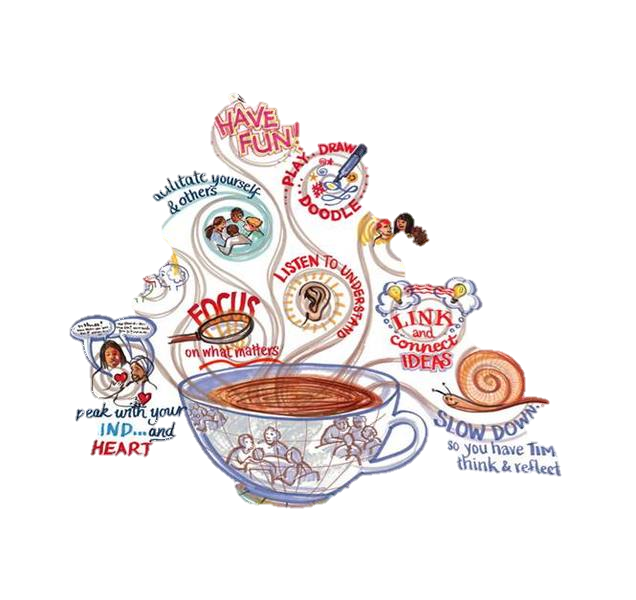 HAVE
FUN!
PLAY.. DRAW
DOODLE
acilitate yourself
& others
LISTEN TO UNDERSTAND
FOCUS
on what matters
LINK
and
connect
IDEAS
peak with your
IND...and
HEART
SLOW DOWN..
so you have TIM
think & reflect